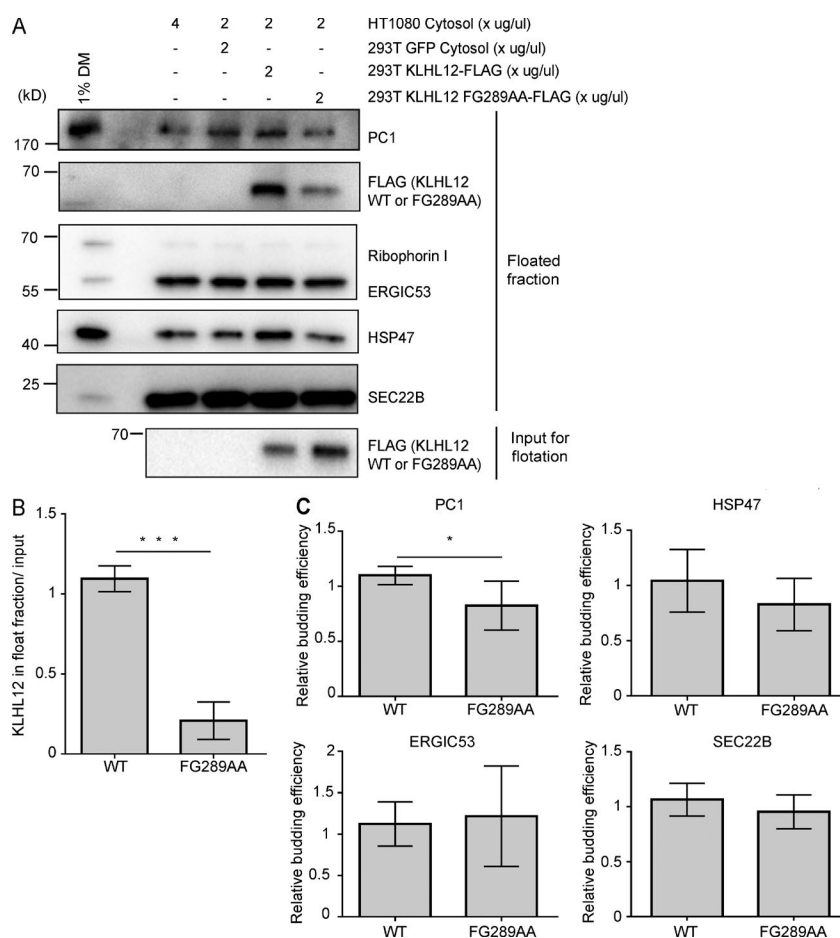 A
4 2 2 2 HT1080 Cytosol (x ug/ul)
- 2 - - 293T GFP Cytosol (x ug/ul)
- - 2 - 293T KLHL12-FLAG (x ug/ul)
- - - 2 293T KLHL12 FG289AA-FLAG (x ug/ul)
1% DM
(kD)
170 PC1
70 FLAG (KLHL12
WT or FG289AA)
70 Ribophorin I
55 ERGIC53
40 HSP47
25 SEC22B
Floated
fraction
70 FLAG (KLHL12
WT or FG289AA)
Input for
flotation
B
KLHL12 in float fraction/ input
1.5
1
0.5
0
* * *
WT FG289AA
C
PC1
Relative budding efficiency
1.5
1
0.5
0
*
WT FG289AA
HSP47
Relative budding efficiency
1.5
1
0.5
0
WT FG289AA
ERGIC53
Relative budding efficiency
2
1.5
1
0.5
0
WT FG289AA
SEC22B
Relative budding efficiency
1.5
1
0.5
0
WT FG289AA